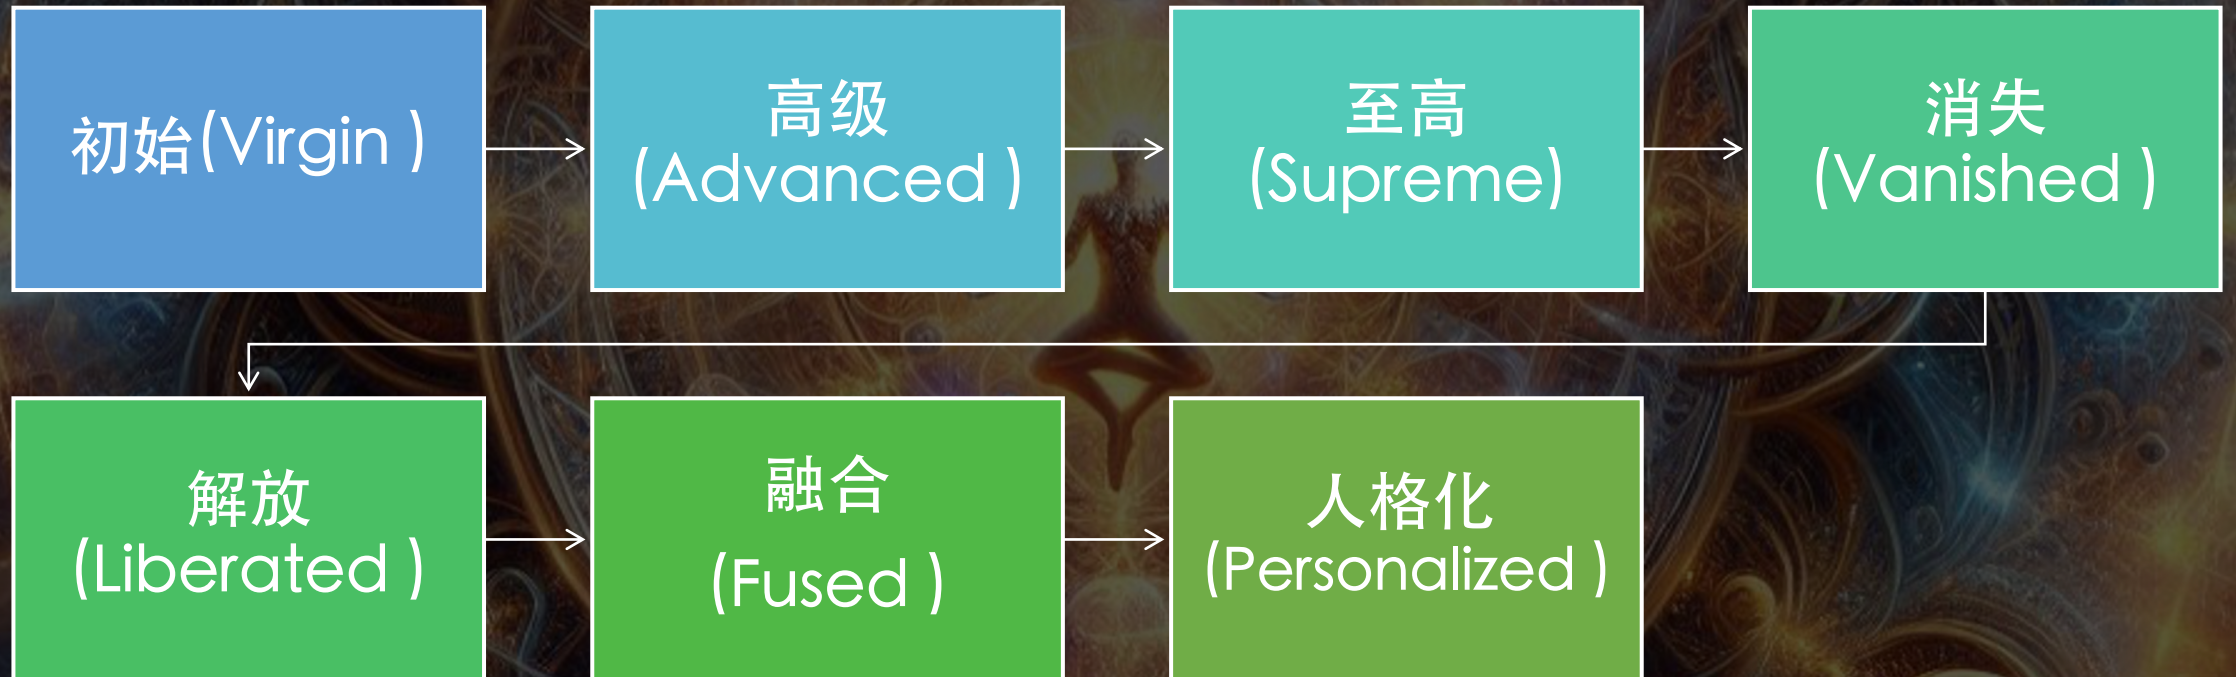 初始(Virgin )
高级
(Advanced )
至高
(Supreme)
消失
(Vanished )
解放
(Liberated )
融合
(Fused )
人格化
(Personalized )